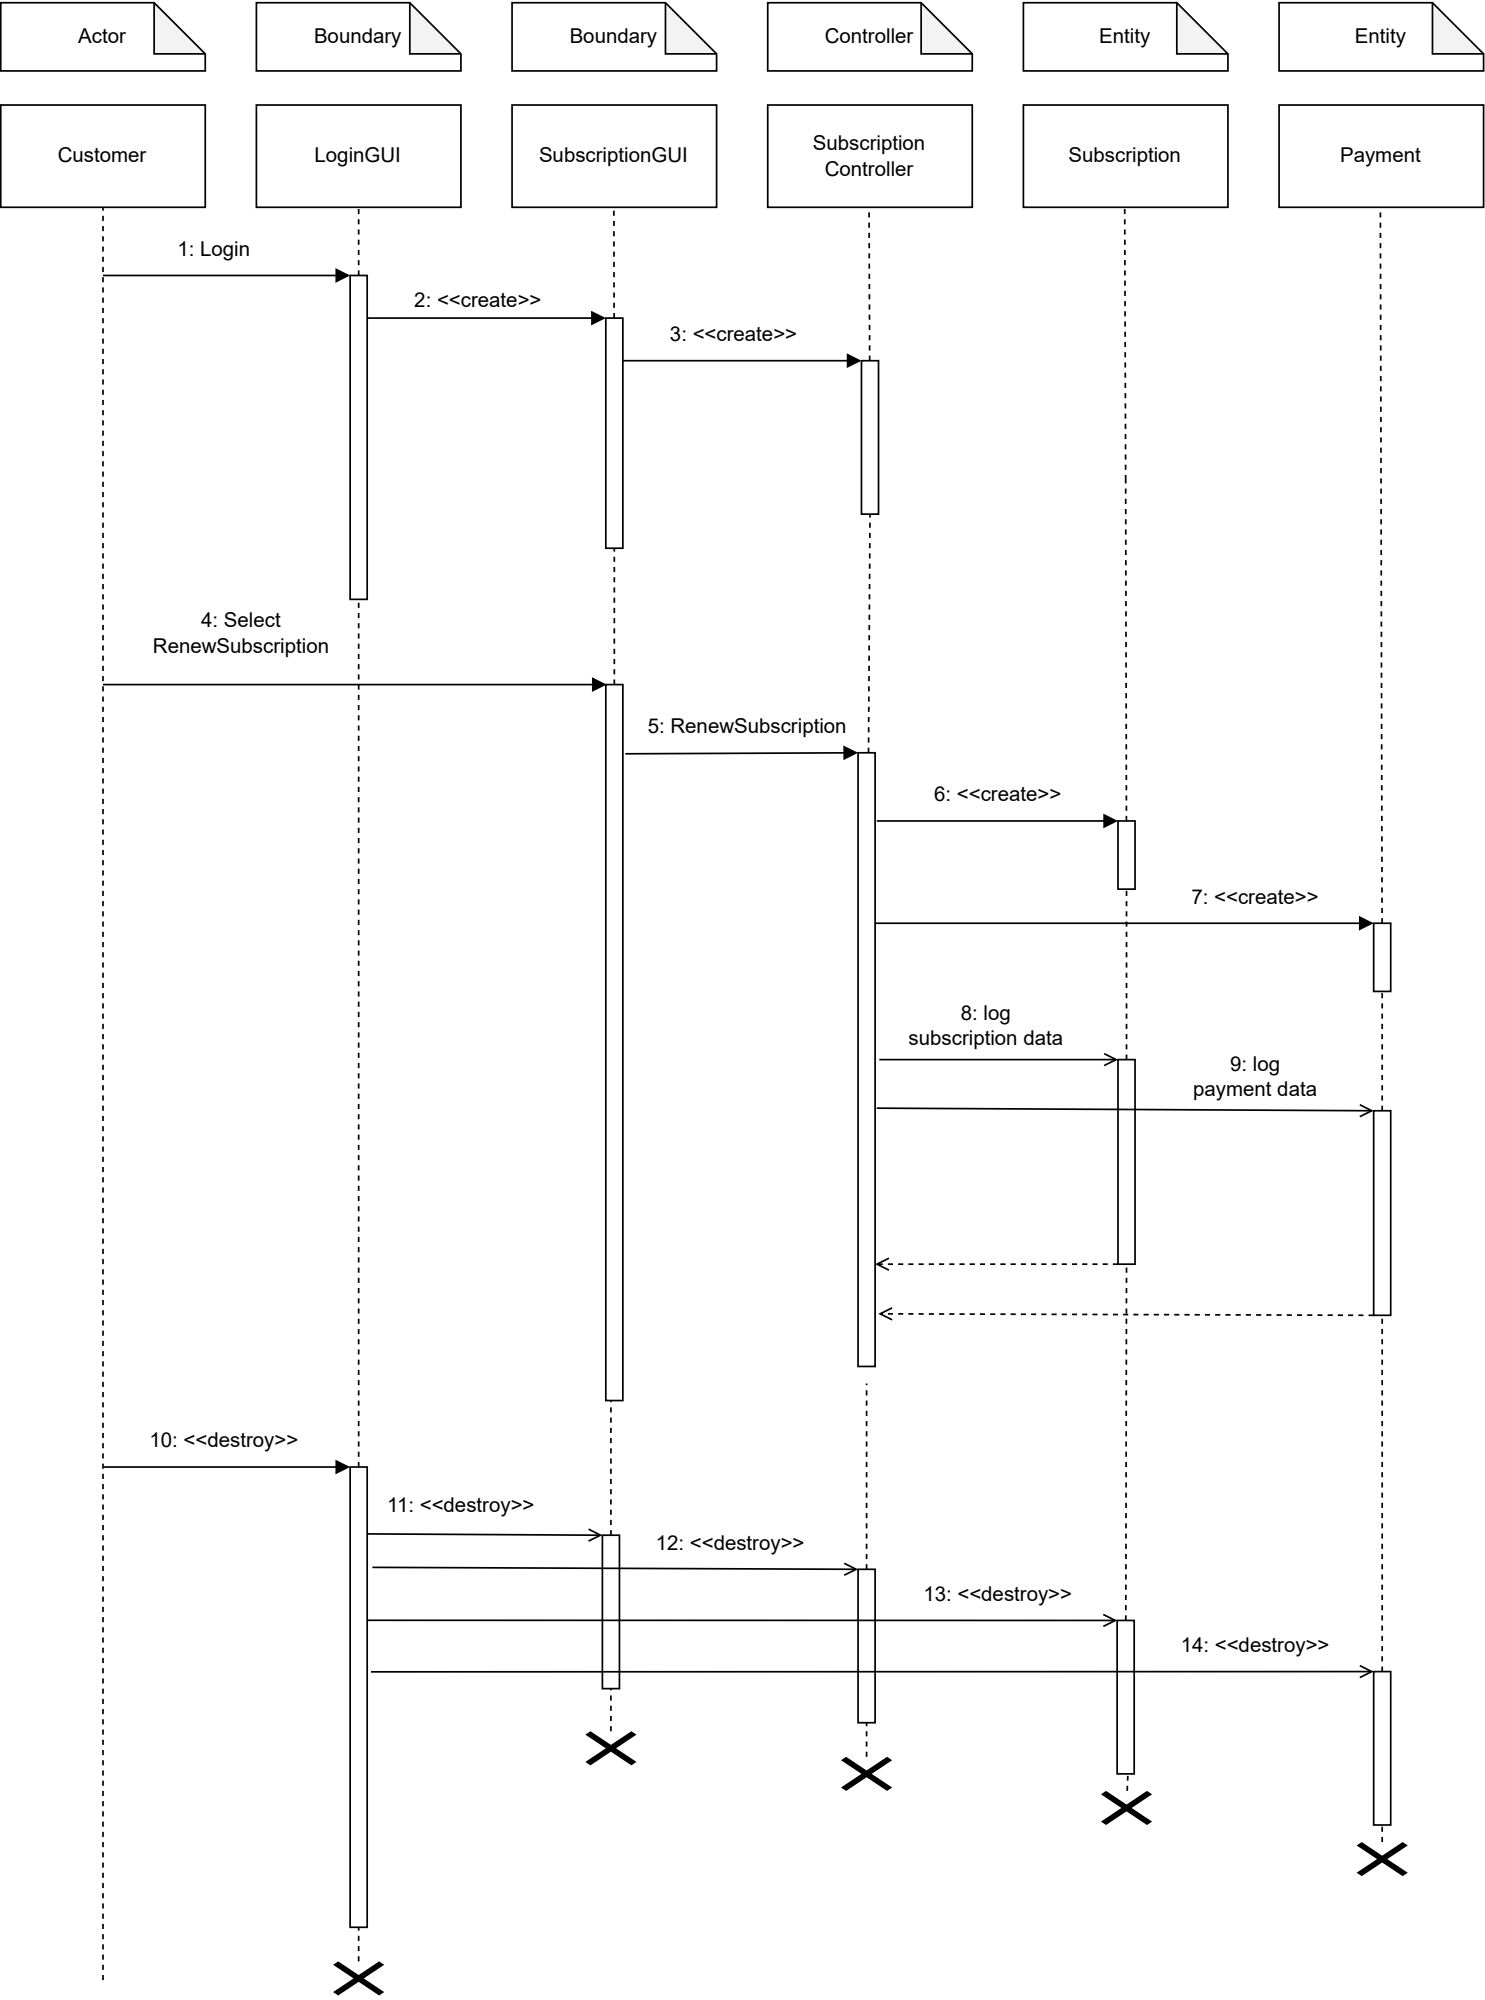 Actor
Boundary
Boundary
Controller
Entity
Entity
Customer
LoginGUI
SubscriptionGUI
Subscription
Controller
Subscription
Payment
1: Login
2: <<create>>
3: <<create>>
4: Select
RenewSubscription
5: RenewSubscription
6: <<create>>
7: <<create>>
8: log
subscription data
9: log
payment data
10: <<destroy>>
11: <<destroy>>
12: <<destroy>>
13: <<destroy>>
14: <<destroy>>